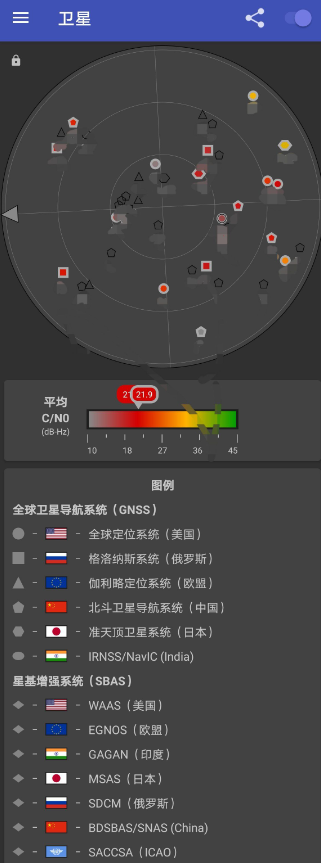 卫星
平均
C/N0
(dB·Hz)
21.9
10 18 27 36 45
图例
全球卫星导航系统（GNSS）
全球定位系统（美国）
格洛纳斯系统（俄罗斯）
伽利略定位系统（欧盟）
北斗卫星导航系统（中国）
准天顶卫星系统（日本）
IRNSS/NavIC (India)
星基增强系统（SBAS）
WAAS（美国）
EGNOS（欧盟）
GAGAN（印度）
MSAS（日本）
SDCM（俄罗斯）
BDSBAS/SNAS (China)
SACCSA（ICAO）